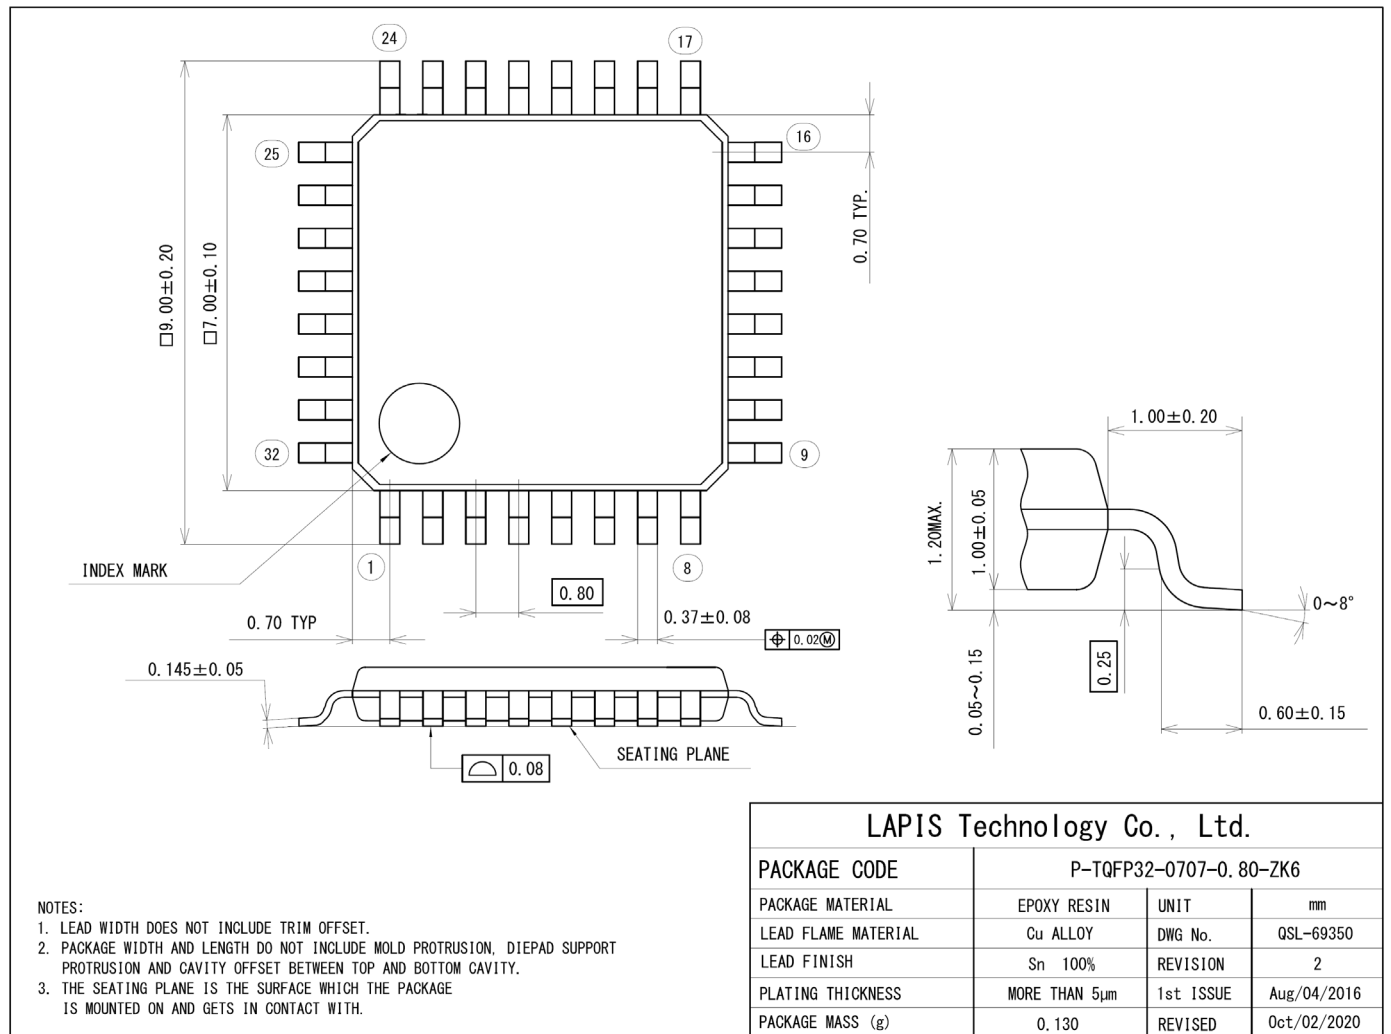 24
17
16
25
32
9
1
8
□9.00±0.20
□7.00±0.10
0.70 TYP.
INDEX MARK
0.80
0.70 TYP
0.37±0.08
⌖ 0.02Ⓜ
0.145±0.05
SEATING PLANE
⌓ 0.08
1.00±0.20
1.20MAX.
1.00±0.05
0~8°
0.05~0.15
0.25
0.60±0.15
NOTES:
1. LEAD WIDTH DOES NOT INCLUDE TRIM OFFSET.
2. PACKAGE WIDTH AND LENGTH DO NOT INCLUDE MOLD PROTRUSION, DIEPAD SUPPORT
PROTRUSION AND CAVITY OFFSET BETWEEN TOP AND BOTTOM CAVITY.
3. THE SEATING PLANE IS THE SURFACE WHICH THE PACKAGE
IS MOUNTED ON AND GETS IN CONTACT WITH.
LAPIS Technology Co., Ltd.
PACKAGE CODE P-TQFP32-0707-0.80-ZK6
PACKAGE MATERIAL EPOXY RESIN UNIT mm
LEAD FLAME MATERIAL Cu ALLOY DWG No. QSL-69350
LEAD FINISH Sn 100% REVISION 2
PLATING THICKNESS MORE THAN 5μm 1st ISSUE Aug/04/2016
PACKAGE MASS (g) 0.130 REVISED Oct/02/2020